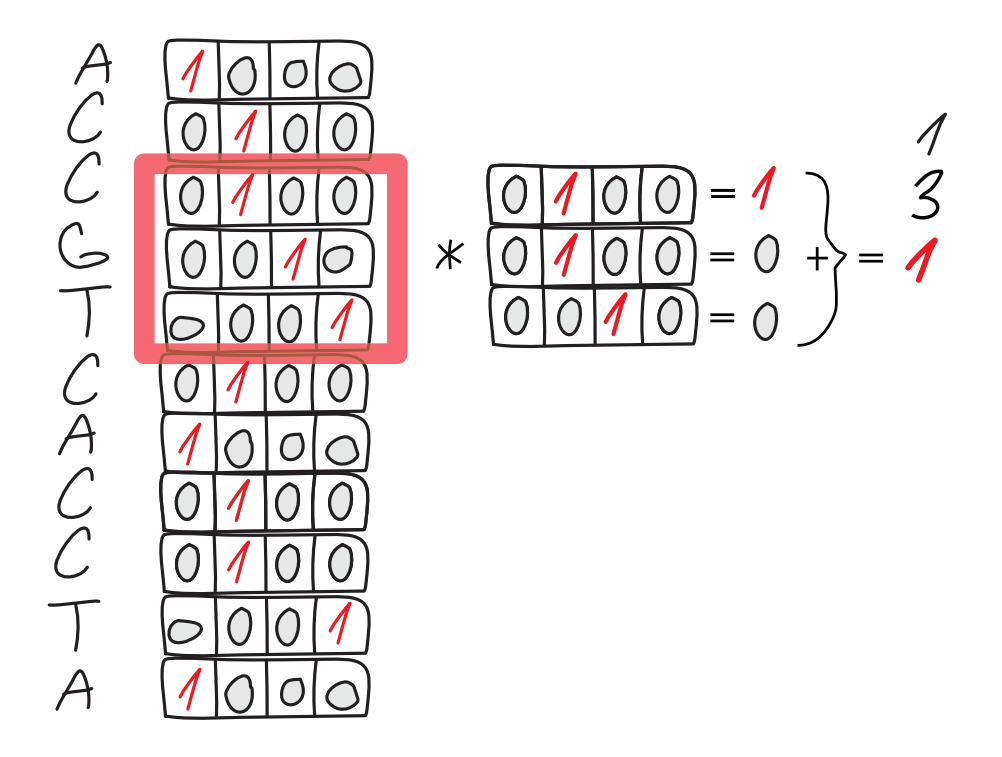 A 1 0 0 0
C 0 1 0 0 1
C 0 1 0 0 0 1 0 0 = 1 3
G 0 0 1 0 * 0 1 0 0 = 0 + } = 1
T 0 0 0 1 0 0 1 0 = 0
C 0 1 0 0
A 1 0 0 0
C 0 1 0 0
C 0 1 0 0
T 0 0 0 1
A 1 0 0 0